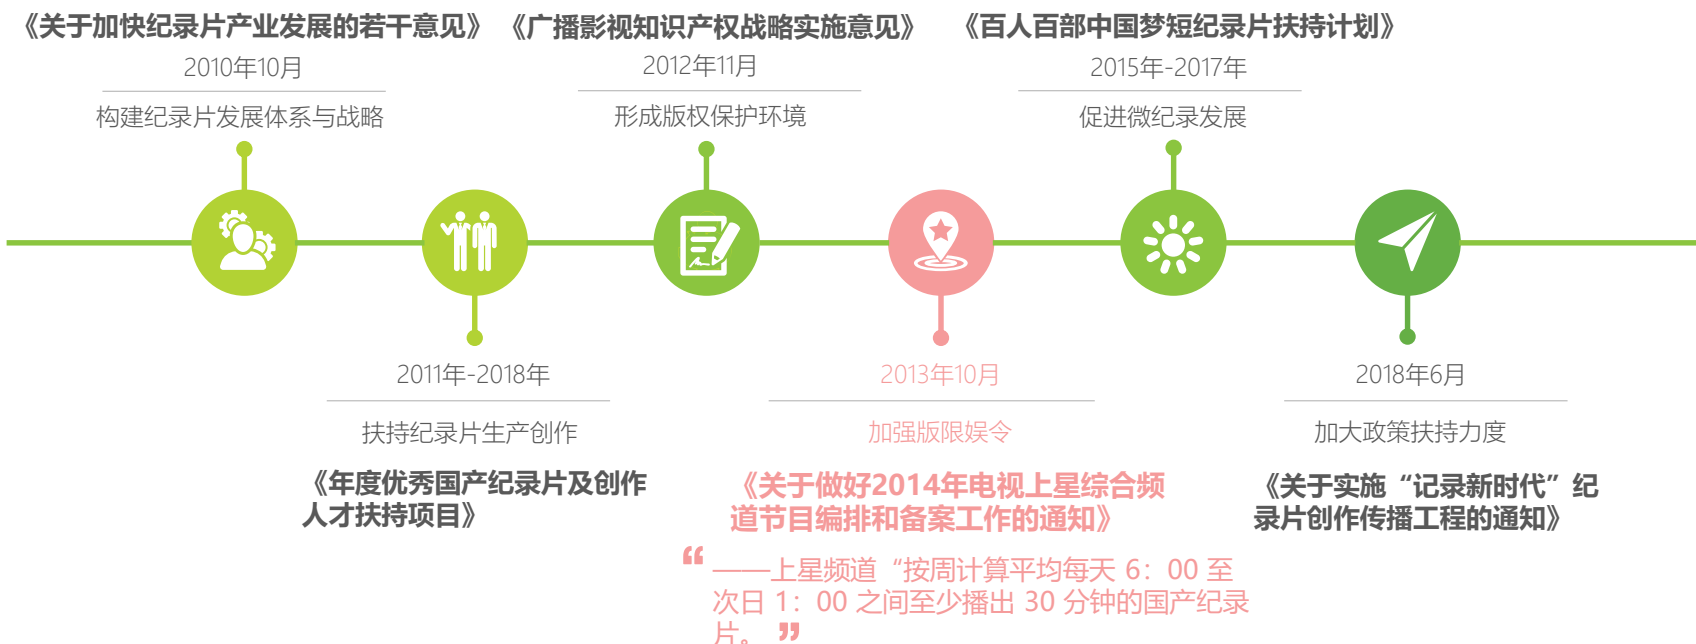 《关于加快纪录片产业发展的若干意见》
2010年10月
构建纪录片发展体系与战略
《广播影视知识产权战略实施意见》
2012年11月
形成版权保护环境
《百人百部中国梦短纪录片扶持计划》
2015年-2017年
促进微纪录发展
2011年-2018年
扶持纪录片生产创作
《年度优秀国产纪录片及创作
人才扶持项目》
2013年10月
加强版限娱令
《关于做好2014年电视上星综合频
道节目编排和备案工作的通知》
“ ——上星频道“按周计算平均每天 6：00 至
次日 1：00 之间至少播出 30 分钟的国产纪录
片。 ”
2018年6月
加大政策扶持力度
《关于实施“记录新时代”纪
录片创作传播工程的通知》